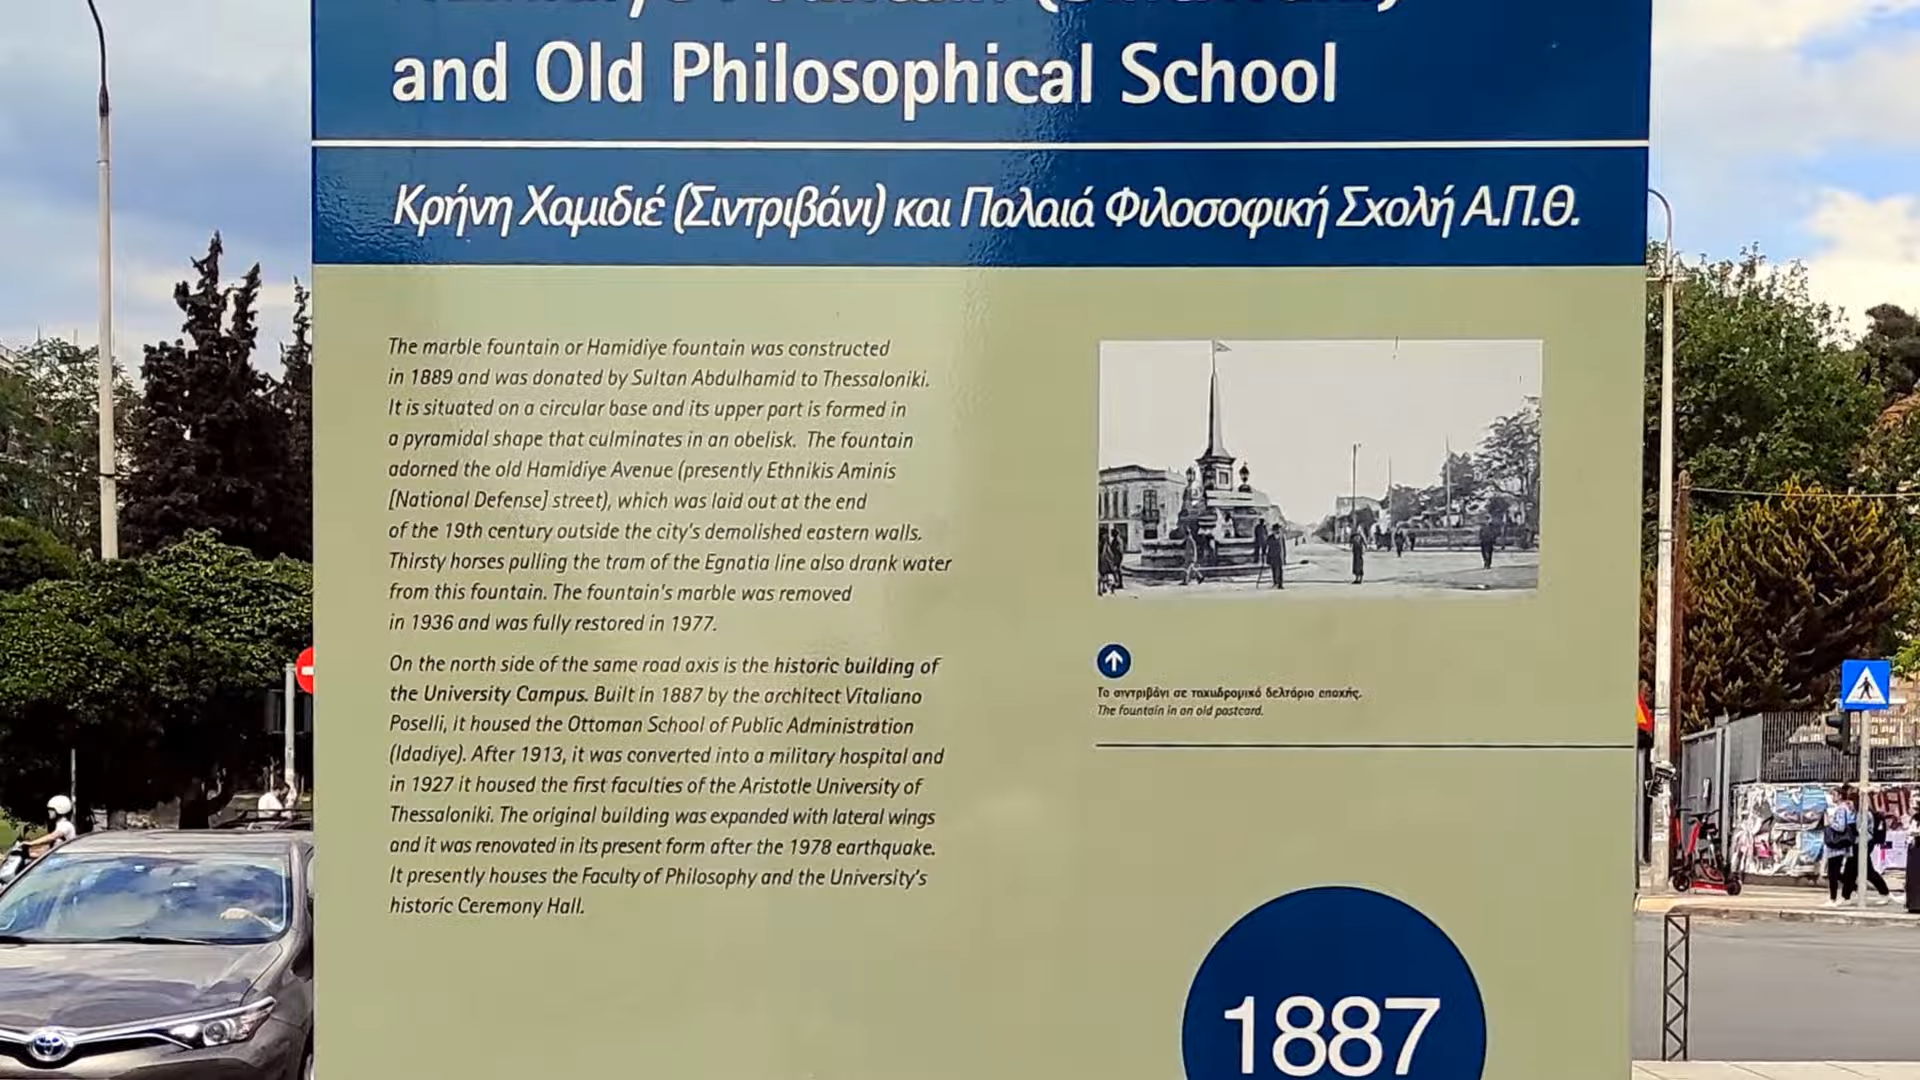 and Old Philosophical School
Κρήνη Χαμιδιέ (Σιντριβάνι) και Παλαιά Φιλοσοφική Σχολή Α.Π.Θ.
The marble fountain or Hamidiye fountain was constructed
in 1889 and was donated by Sultan Abdulhamid to Thessaloniki.
It is situated on a circular base and its upper part is formed in
a pyramidal shape that culminates in an obelisk. The fountain
adorned the old Hamidiye Avenue (presently Ethnikis Aminis
[National Defense] street), which was laid out at the end
of the 19th century outside the city's demolished eastern walls.
Thirsty horses pulling the tram of the Egnatia line also drank water
from this fountain. The fountain's marble was removed
in 1936 and was fully restored in 1977.
On the north side of the same road axis is the historic building of
the University Campus. Built in 1887 by the architect Vitaliano
Poselli, it housed the Ottoman School of Public Administration
(Idadiye). After 1913, it was converted into a military hospital and
in 1927 it housed the first faculties of the Aristotle University of
Thessaloniki. The original building was expanded with lateral wings
and it was renovated in its present form after the 1978 earthquake.
It presently houses the Faculty of Philosophy and the University's
historic Ceremony Hall.
Το σιντριβάνι σε ταχυδρομικό δελτάριο εποχής.
The fountain in an old postcard.
1887